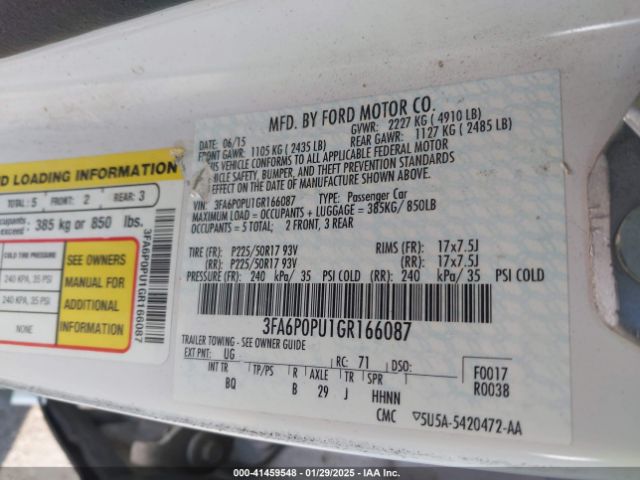 MFD. BY FORD MOTOR CO.
DATE: 06/15 GVWR: 2227 KG ( 4910 LB)
FRONT GAWR: 1105 KG ( 2435 LB) REAR GAWR: 1127 KG ( 2485 LB)
THIS VEHICLE CONFORMS TO ALL APPLICABLE FEDERAL MOTOR
VEHICLE SAFETY, BUMPER, AND THEFT PREVENTION STANDARDS
IN EFFECT ON THE DATE OF MANUFACTURE SHOWN ABOVE.
VIN: 3FA6P0PU1GR166087 TYPE: Passenger Car
MAXIMUM LOAD = OCCUPANTS + LUGGAGE = 385KG/ 850LB
OCCUPANTS = 5 TOTAL; 2 FRONT, 3 REAR
TIRE (FR): P225/50R17 93V RIMS (FR): 17x7.5J
(RR): P225/50R17 93V (RR): 17x7.5J
PRESSURE (FR): 240 kPa/ 35 PSI COLD (RR): 240 kPa/ 35 PSI COLD
3FA6P0PU1GR166087
TRAILER TOWING - SEE OWNER GUIDE
EXT PNT: UG RC: 71 DSO: F0017
R0038
INT TR TP/PS R AXLE TR SPR
BQ B 29 J HHNN
CMC 5U5A-5420472-AA
LOADING INFORMATION
TOTAL: 5 FRONT: 2 REAR: 3
385 kg or 850 lbs.
240 KPA, 35 PSI
240 KPA, 35 PSI
NONE
SEE OWNERS
MANUAL FOR
ADDITIONAL
INFORMATION
3FA6P0PU1GR166087
000-41459548 - 01/29/2025 - IAA Inc.